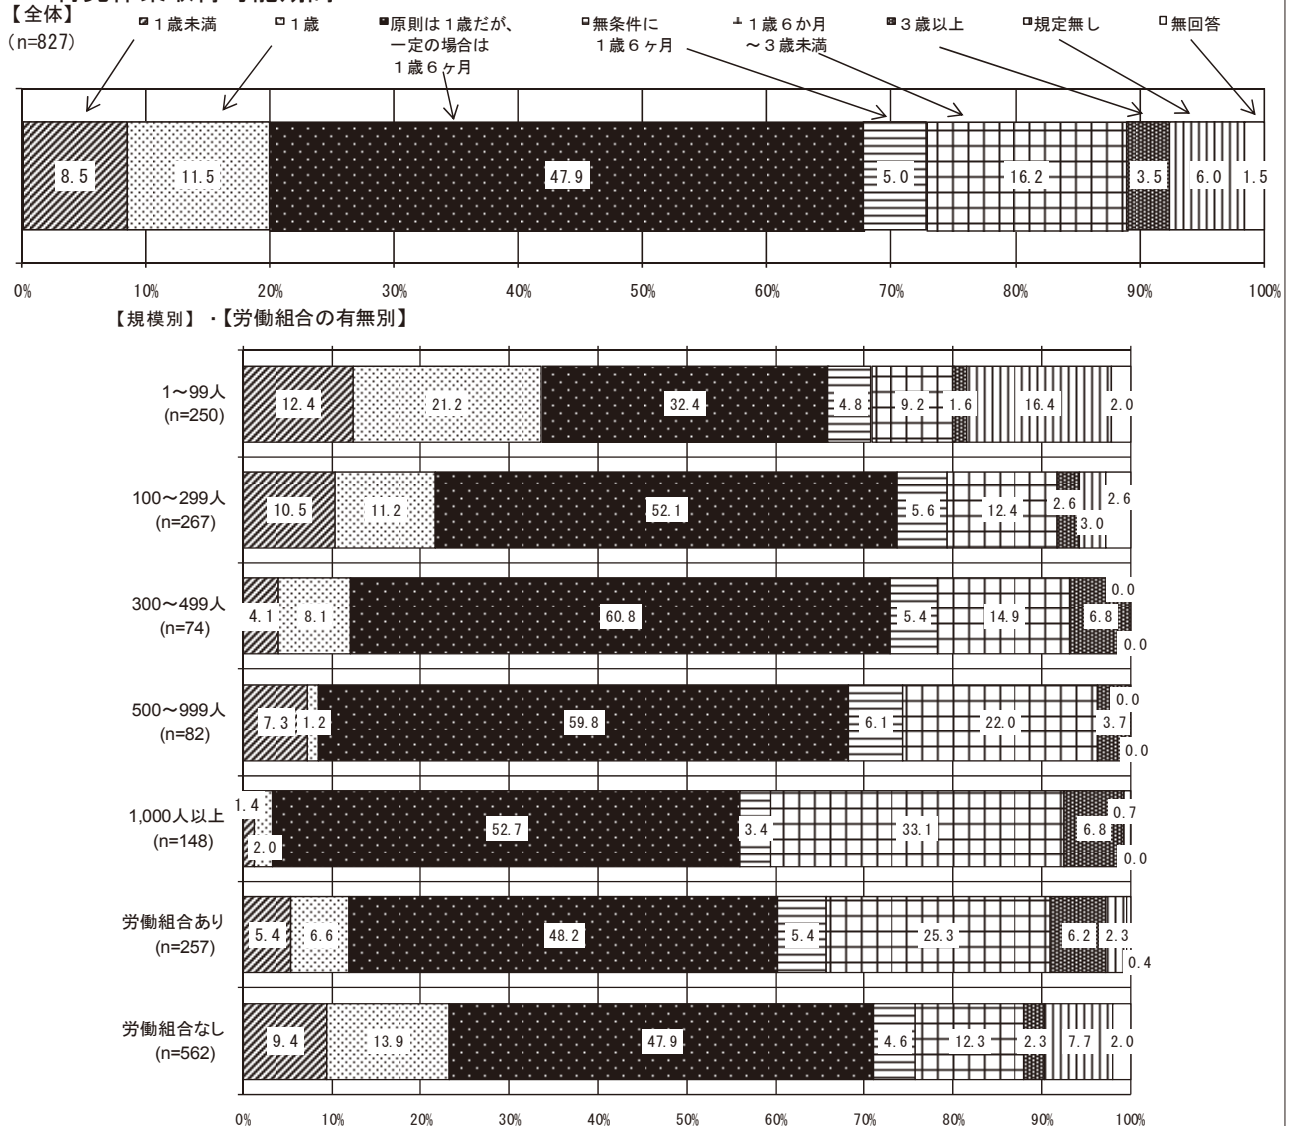 【全体】
(n=827)
１歳未満
１歳
原則は１歳だが、
一定の場合は
１歳６ヶ月
無条件に
１歳６ヶ月
１歳６か月
～３歳未満
３歳以上
規定無し
無回答
8.5 11.5 47.9 5.0 16.2 3.5 6.0 1.5
0% 10% 20% 30% 40% 50% 60% 70% 80% 90% 100%
【規模別】・【労働組合の有無別】
1～99人
(n=250)
12.4 21.2 32.4 4.8 9.2 1.6 16.4 2.0
100～299人
(n=267)
10.5 11.2 52.1 5.6 12.4 2.6 3.0 2.6
300～499人
(n=74)
4.1 8.1 60.8 5.4 14.9 6.8 0.0 0.0
500～999人
(n=82)
7.3 1.2 59.8 6.1 22.0 3.7 0.0 0.0
1,000人以上
(n=148)
1.4 2.0 52.7 3.4 33.1 6.8 0.7 0.0
労働組合あり
(n=257)
5.4 6.6 48.2 5.4 25.3 6.2 2.3 0.4
労働組合なし
(n=562)
9.4 13.9 47.9 4.6 12.3 2.3 7.7 2.0
0% 10% 20% 30% 40% 50% 60% 70% 80% 90% 100%